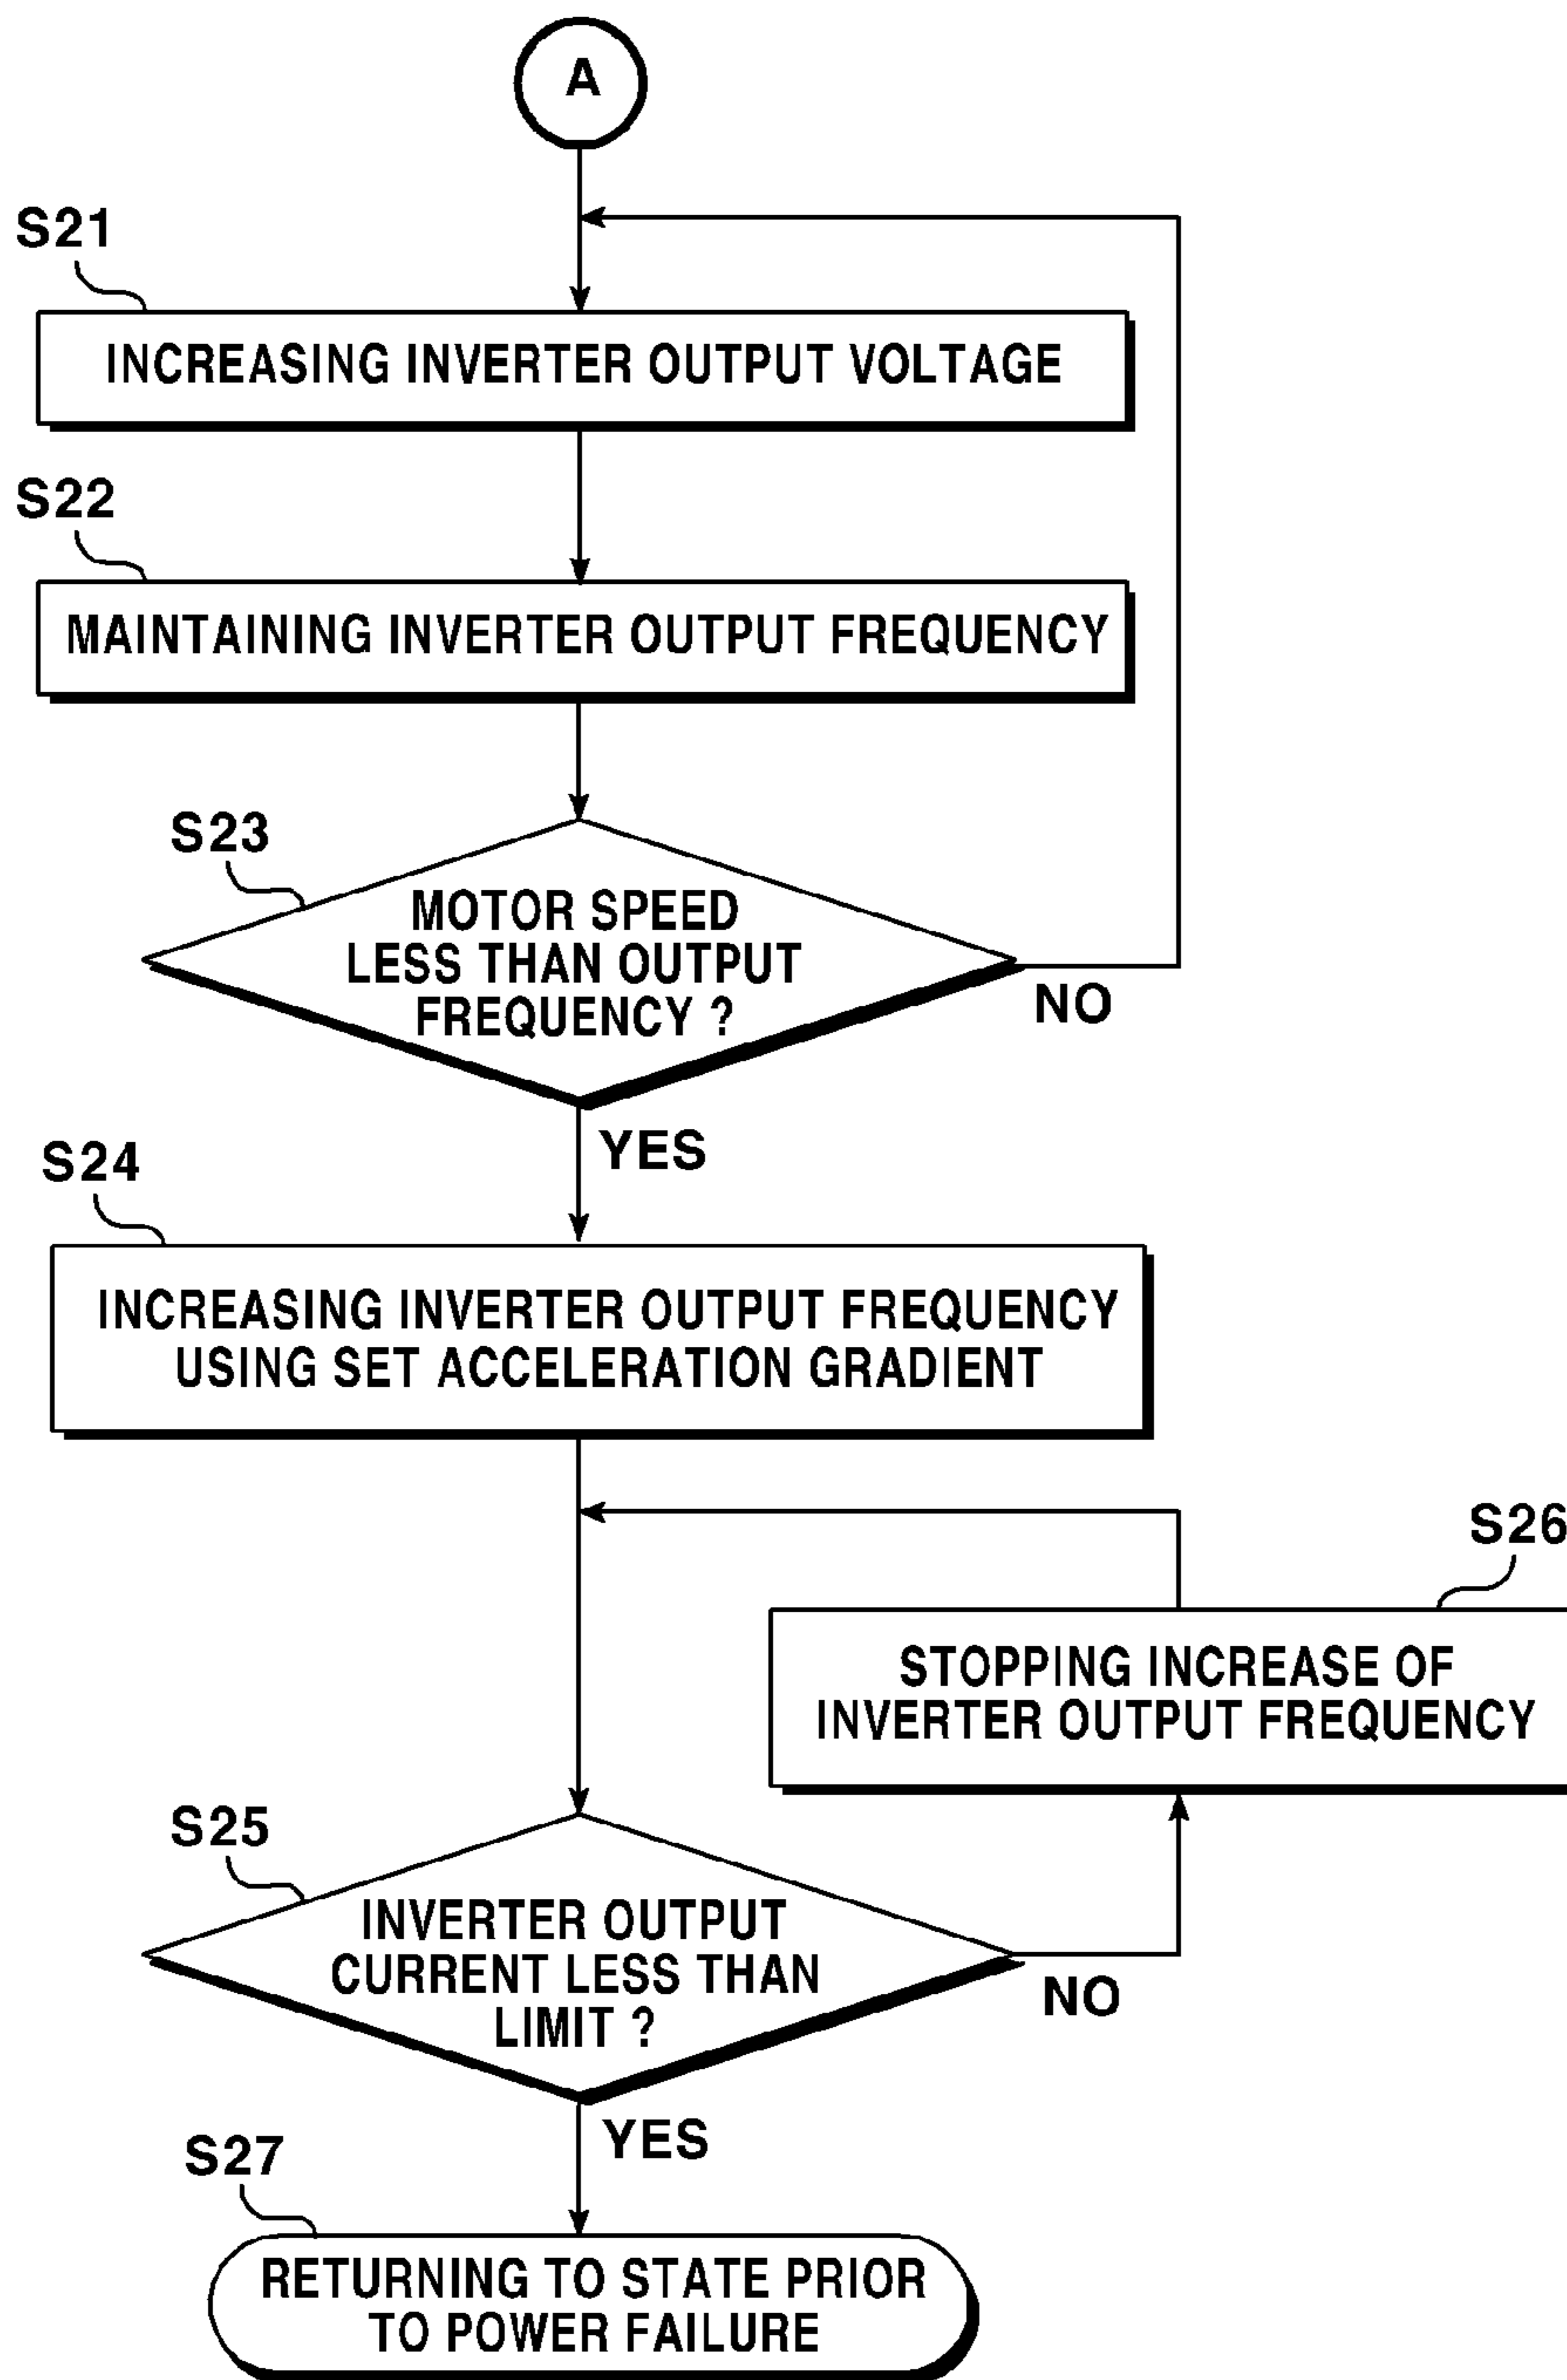 A
S21
INCREASING INVERTER OUTPUT VOLTAGE
S22
MAINTAINING INVERTER OUTPUT FREQUENCY
S23
MOTOR SPEED
LESS THAN OUTPUT
FREQUENCY ?
NO
YES
S24
INCREASING INVERTER OUTPUT FREQUENCY
USING SET ACCELERATION GRADIENT
S26
STOPPING INCREASE OF
INVERTER OUTPUT FREQUENCY
S25
INVERTER OUTPUT
CURRENT LESS THAN
LIMIT ?
NO
YES
S27
RETURNING TO STATE PRIOR
TO POWER FAILURE